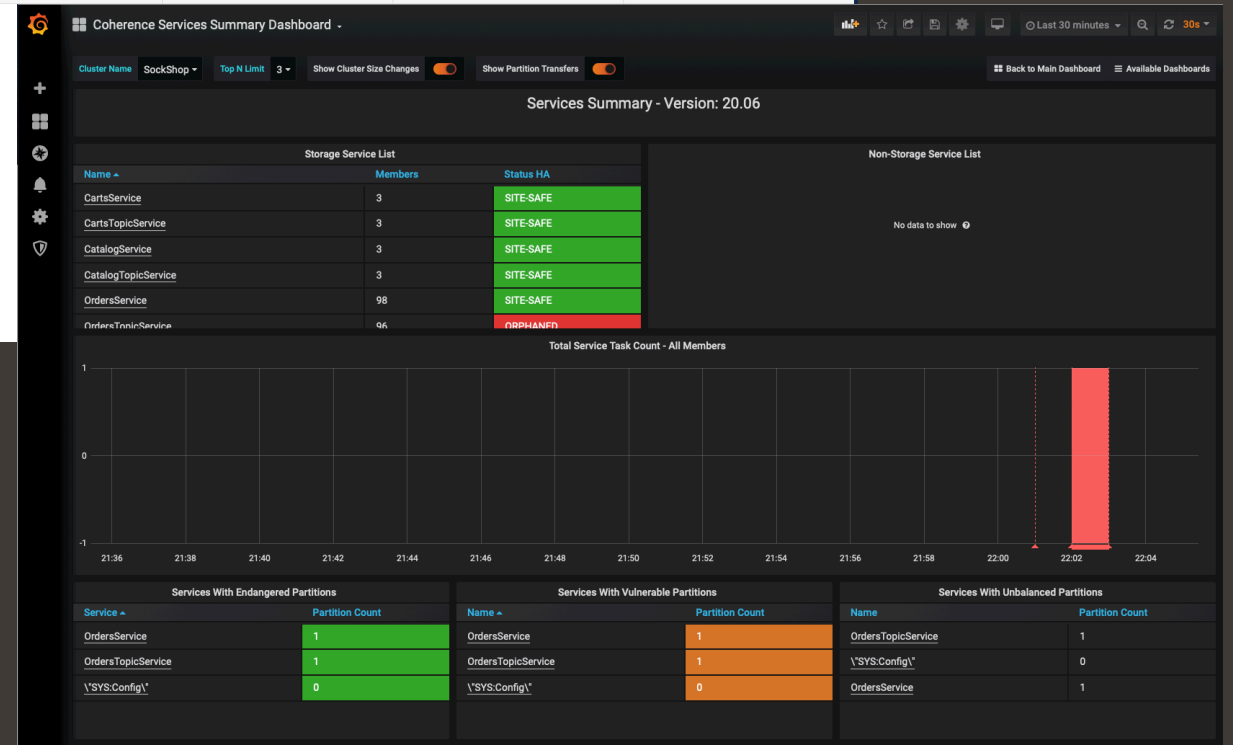 Coherence Services Summary Dashboard
Last 30 minutes 30s
Cluster Name SockShop Top N Limit 3 Show Cluster Size Changes Show Partition Transfers Back to Main Dashboard Available Dashboards
Services Summary - Version: 20.06
Storage Service List
Name Members Status HA
CartsService 3 SITE-SAFE
CartsTopicService 3 SITE-SAFE
CatalogService 3 SITE-SAFE
CatalogTopicService 3 SITE-SAFE
OrdersService 98 SITE-SAFE
OrdersTopicService 96 ORPHANED
Non-Storage Service List
No data to show
Total Service Task Count - All Members
1
0
-1
21:36 21:38 21:40 21:42 21:44 21:46 21:48 21:50 21:52 21:54 21:56 21:58 22:00 22:02 22:04
Services With Endangered Partitions
Service Partition Count
OrdersService 1
OrdersTopicService 1
\"SYS:Config\" 0
Services With Vulnerable Partitions
Name Partition Count
OrdersService 1
OrdersTopicService 1
\"SYS:Config\" 0
Services With Unbalanced Partitions
Name Partition Count
OrdersTopicService 1
\"SYS:Config\" 0
OrdersService 1